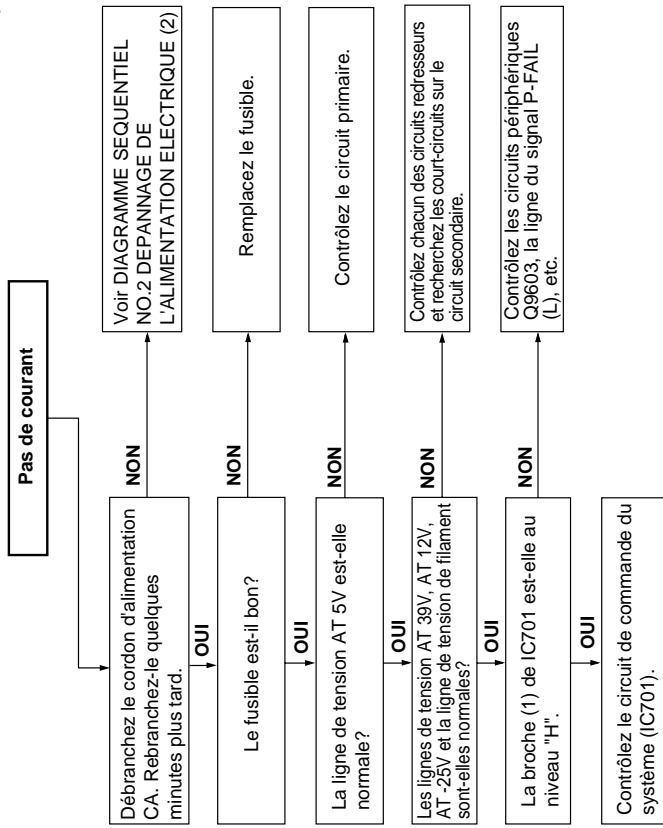 Pas de courant
Débranchez le cordon d'alimentation
CA. Rebranchez-le quelques
minutes plus tard.
NON
Voir DIAGRAMME SEQUENTIEL
NO.2 DEPANNAGE DE
L'ALIMENTATION ELECTRIQUE (2)
OUI
Le fusible est-il bon?
NON
Remplacez le fusible.
OUI
La ligne de tension AT 5V est-elle
normale?
NON
Contrôlez le circuit primaire.
OUI
Les lignes de tension AT 39V, AT 12V,
AT -25V et la ligne de tension de filament
sont-elles normales?
NON
Contrôlez chacun des circuits redresseurs
et recherchez les court-circuits sur le
circuit secondaire.
OUI
La broche (1) de IC701 est-elle au
niveau "H".
NON
Contrôlez les circuits périphériques
Q9603, la ligne du signal P-FAIL
(L), etc.
OUI
Contrôlez le circuit de commande du
système (IC701).